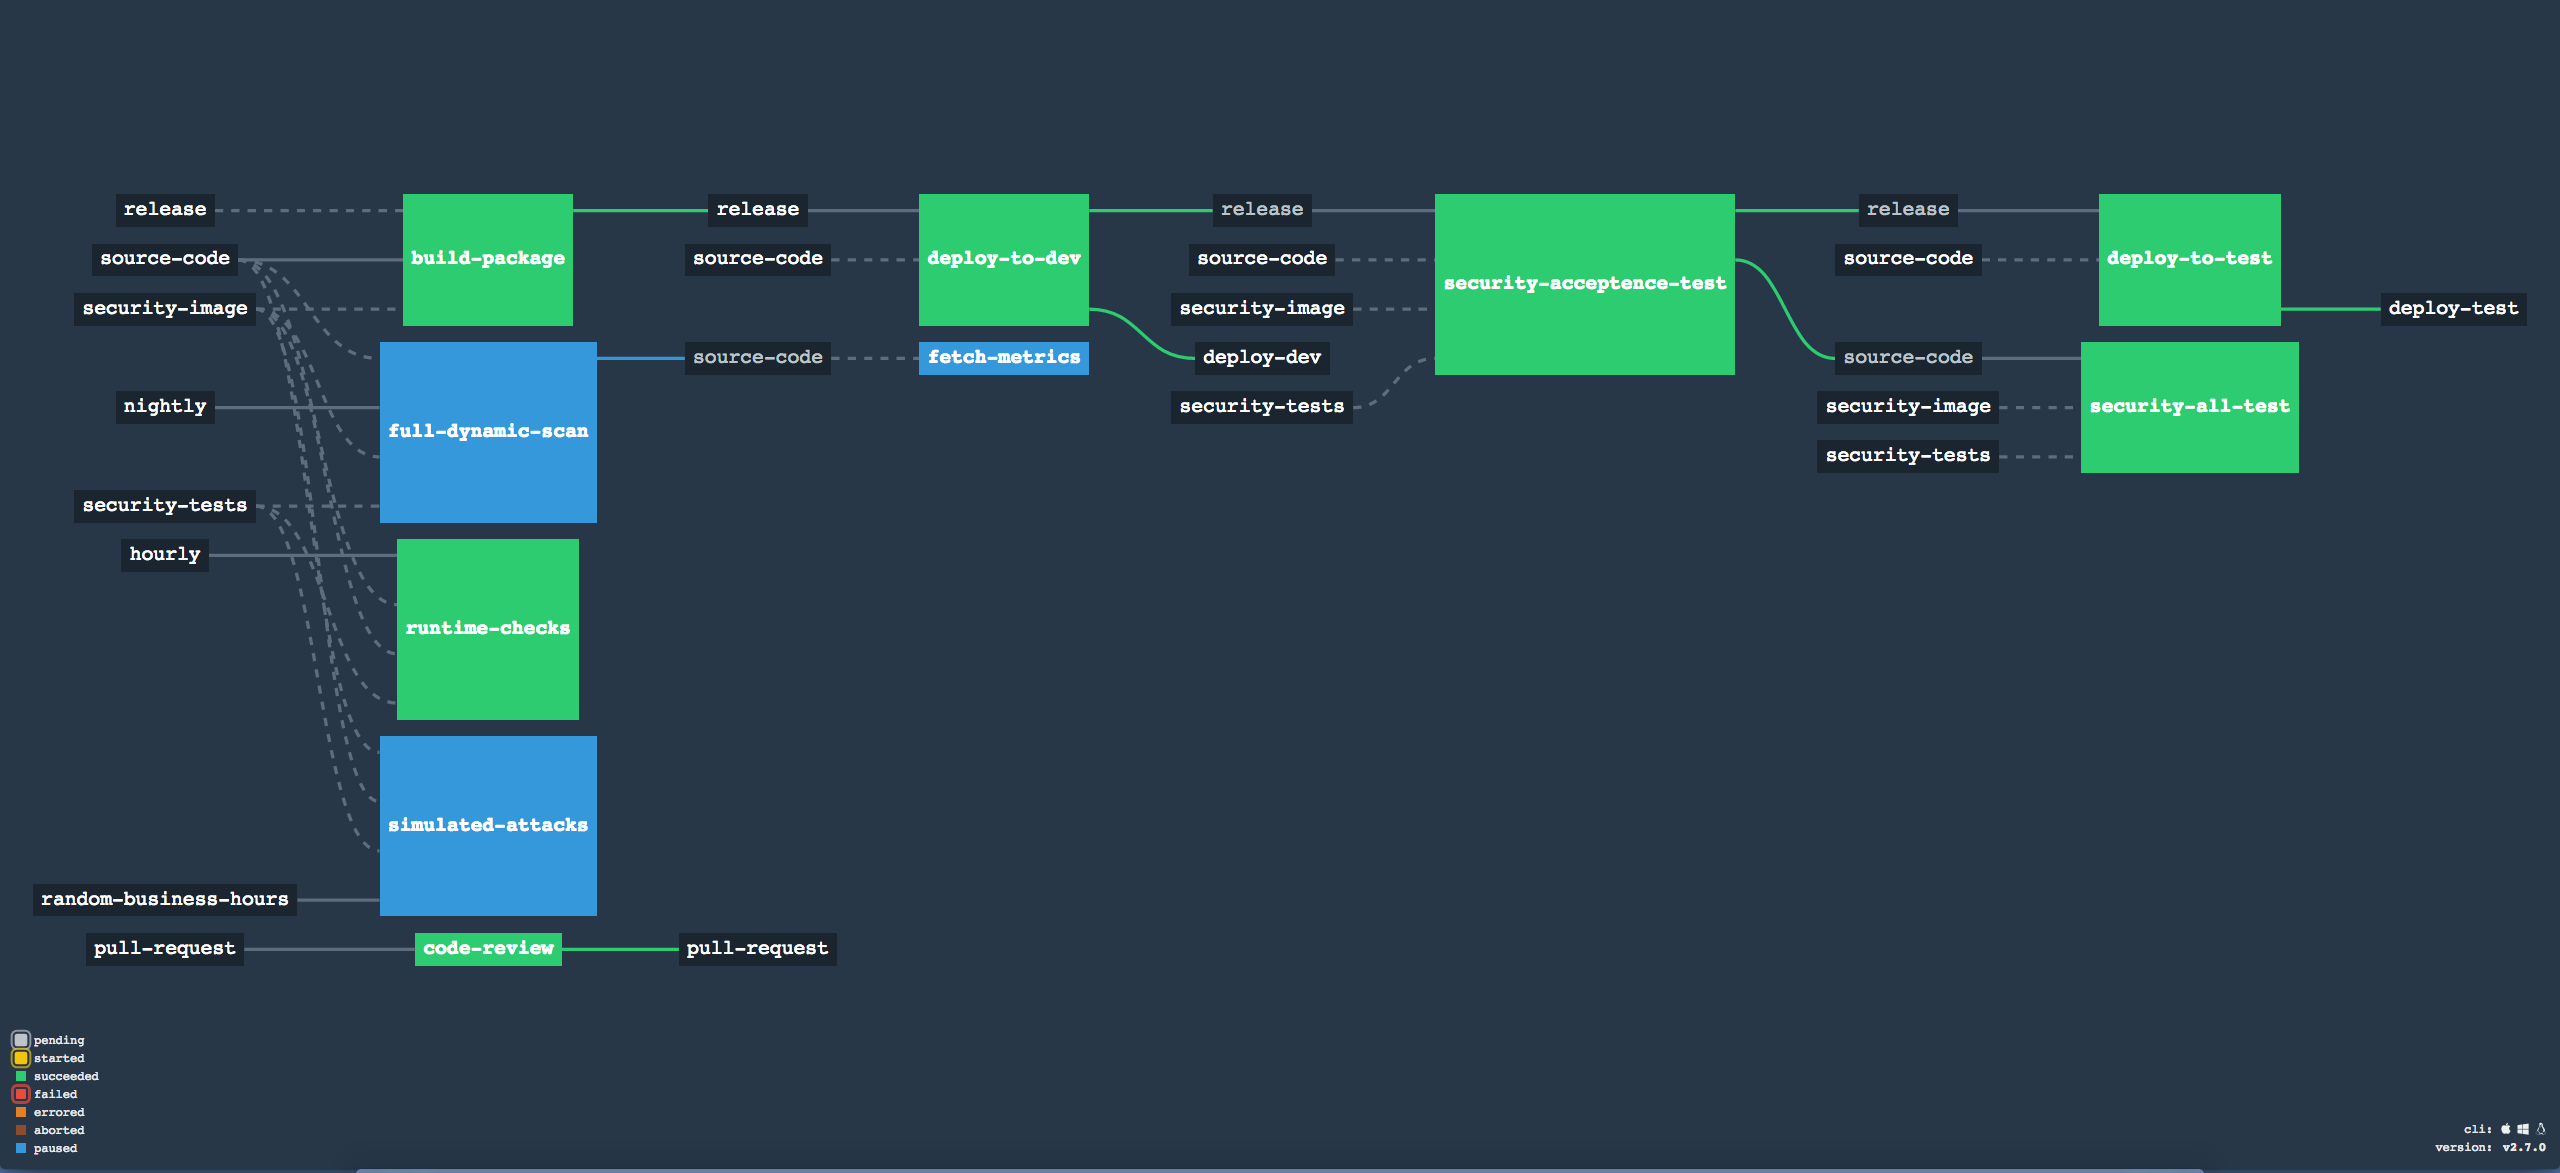 release
build-package
release
deploy-to-dev
release
security-acceptence-test
release
deploy-to-test
source-code
source-code
source-code
source-code
security-image
security-image
deploy-test
full-dynamic-scan
source-code
fetch-metrics
deploy-dev
source-code
security-all-test
nightly
security-tests
security-image
security-tests
security-tests
hourly
runtime-checks
simulated-attacks
random-business-hours
pull-request
code-review
pull-request
pending
started
succeeded
failed
errored
aborted
paused
cli:
version: v2.7.0